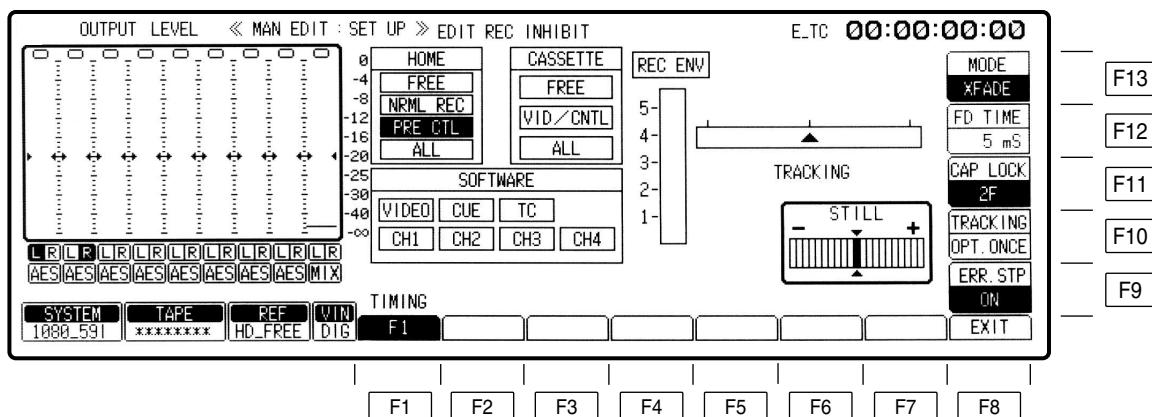 OUTPUT LEVEL ≪ MAN EDIT : SET UP ≫ EDIT REC INHIBIT E_TC 00:00:00:00
0
-4
-8
-12
-16
-20
-25
-30
-40
-∞
L R L R L R L R L R L R L R L R L R
AES AES AES AES AES AES AES AES MIX
HOME
FREE
NRML REC
PRE CTL
ALL
CASSETTE
FREE
VID/CNTL
ALL
SOFTWARE
VIDEO CUE TC
CH1 CH2 CH3 CH4
REC ENV
5-
4-
3-
2-
1-
TRACKING
STILL
- +
MODE
XFADE
FD TIME
5 mS
CAP LOCK
2F
TRACKING
OPT.ONCE
ERR.STP
ON
EXIT
SYSTEM TAPE REF VIN
1080_59I ******** HD_FREE DIG
TIMING
F1
F13
F12
F11
F10
F9
F1 F2 F3 F4 F5 F6 F7 F8